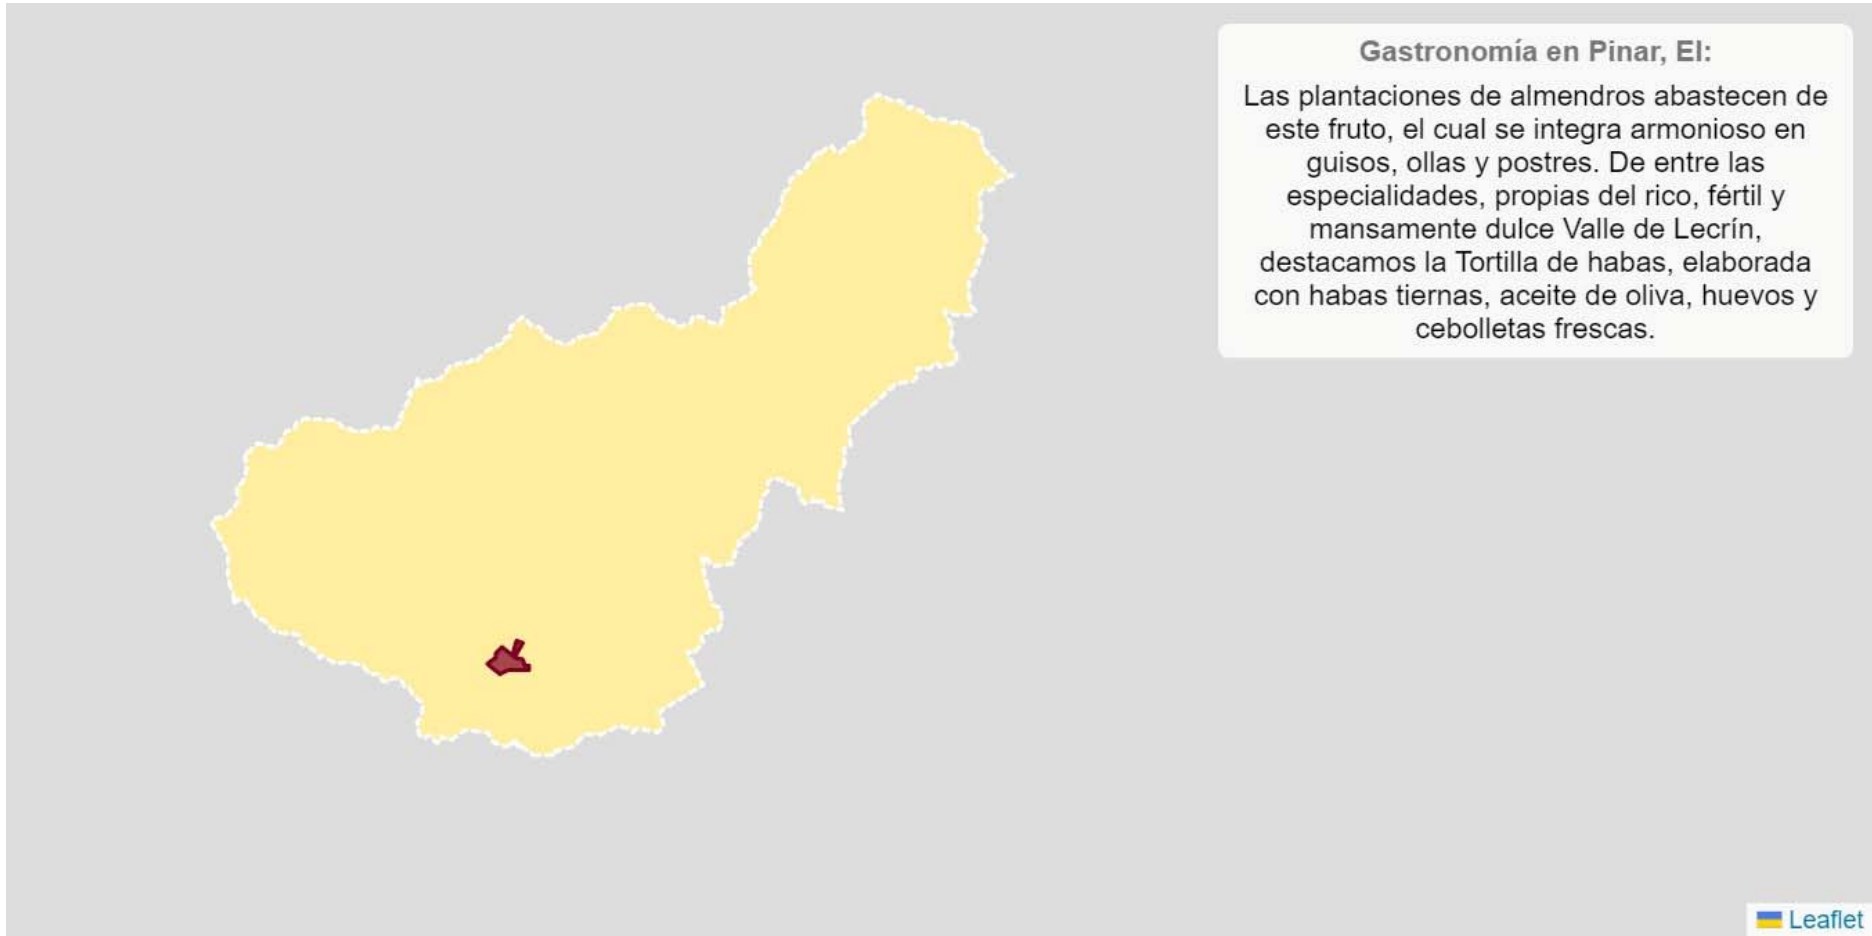 Gastronomía en Pinar, El:
Las plantaciones de almendros abastecen de
este fruto, el cual se integra armonioso en
guisos, ollas y postres. De entre las
especialidades, propias del rico, fértil y
mansamente dulce Valle de Lecrín,
destacamos la Tortilla de habas, elaborada
con habas tiernas, aceite de oliva, huevos y
cebolletas frescas.
Leaflet